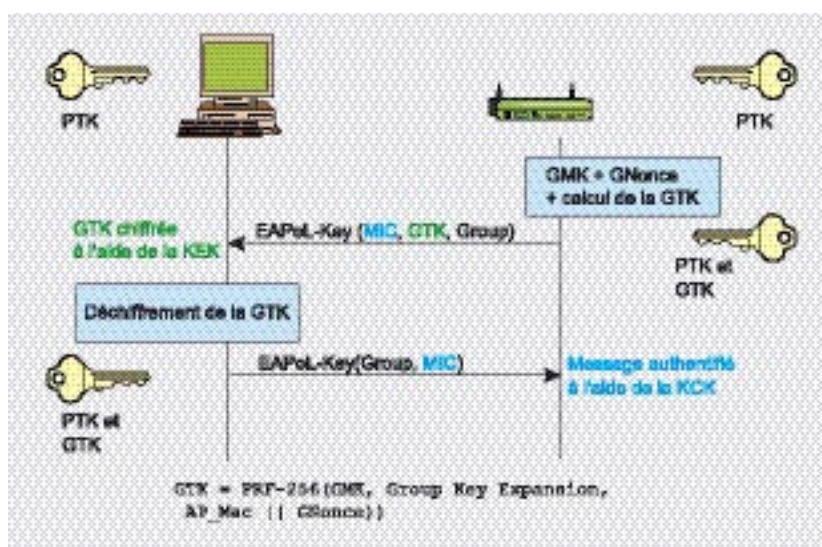 PTK
PTK
GMK + GNonce
+ calcul de la GTK
GTK chiffrée
à l'aide de la KEK
EAPoL-Key (MIC, GTK, Group)
PTK et
GTK
Déchiffrement de la GTK
EAPoL-Key(Group, MIC)
Message authentifié
à l'aide de la KCK
PTK et
GTK
GTK = PRF-256(GMK, Group Key Expansion,
AP_Mac || GNonce))